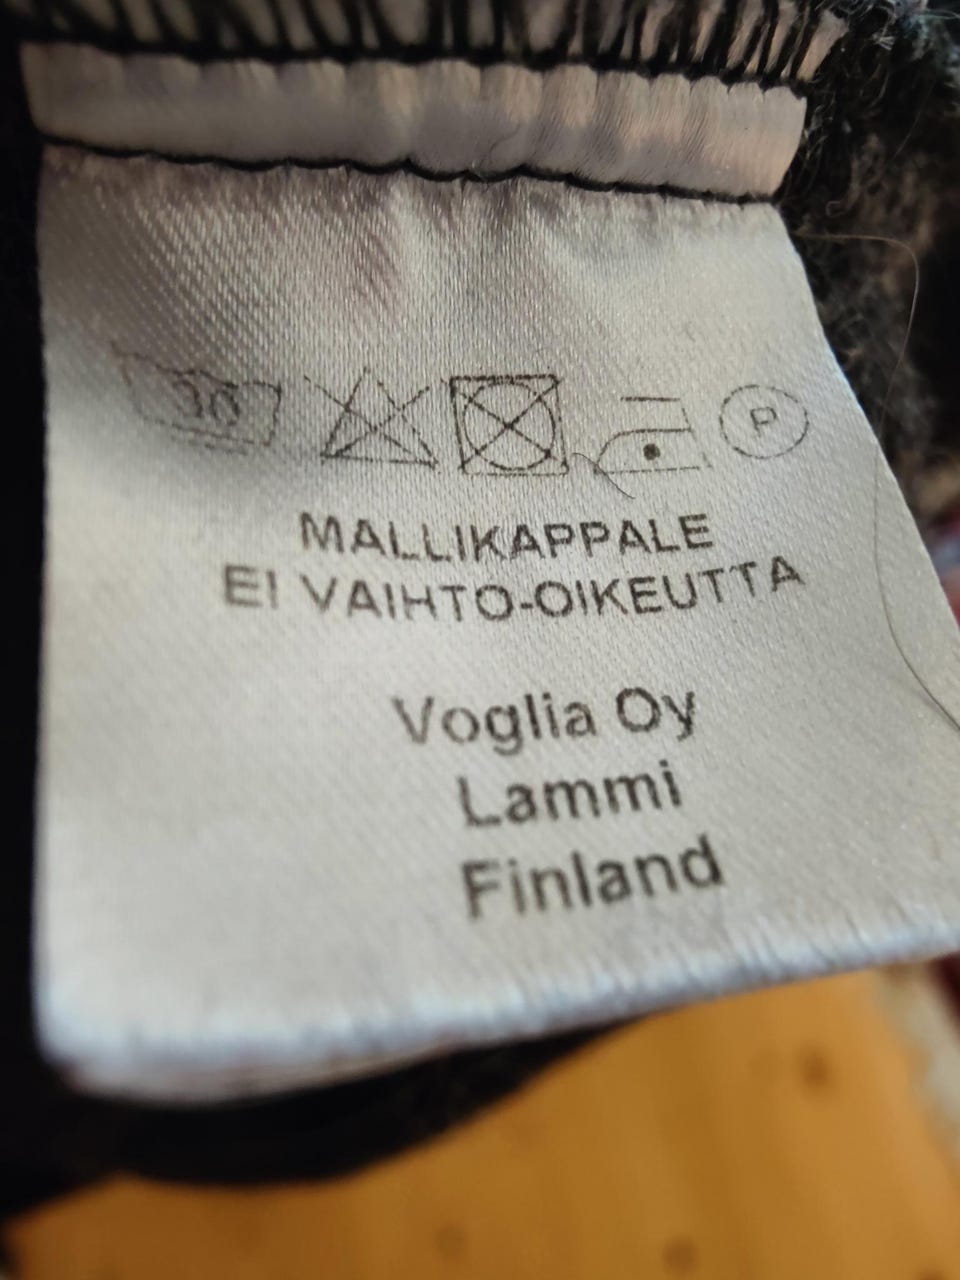 30 P
MALLIKAPPALE
EI VAIHTO-OIKEUTTA
Voglia Oy
Lammi
Finland